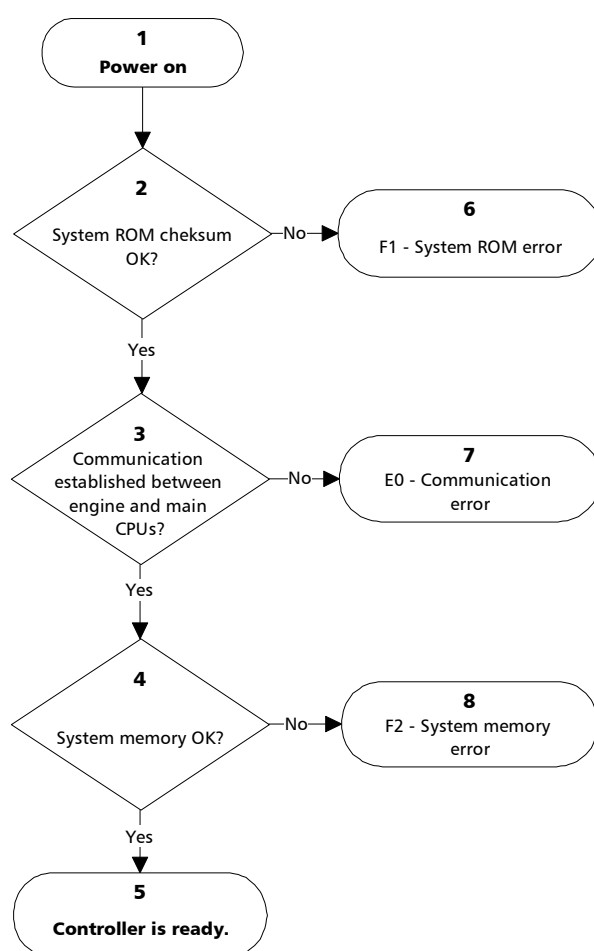 1
Power on
2
System ROM cheksum
OK?
No
6
F1 - System ROM error
Yes
3
Communication
established between
engine and main
CPUs?
No
7
E0 - Communication
error
Yes
4
System memory OK?
No
8
F2 - System memory
error
Yes
5
Controller is ready.